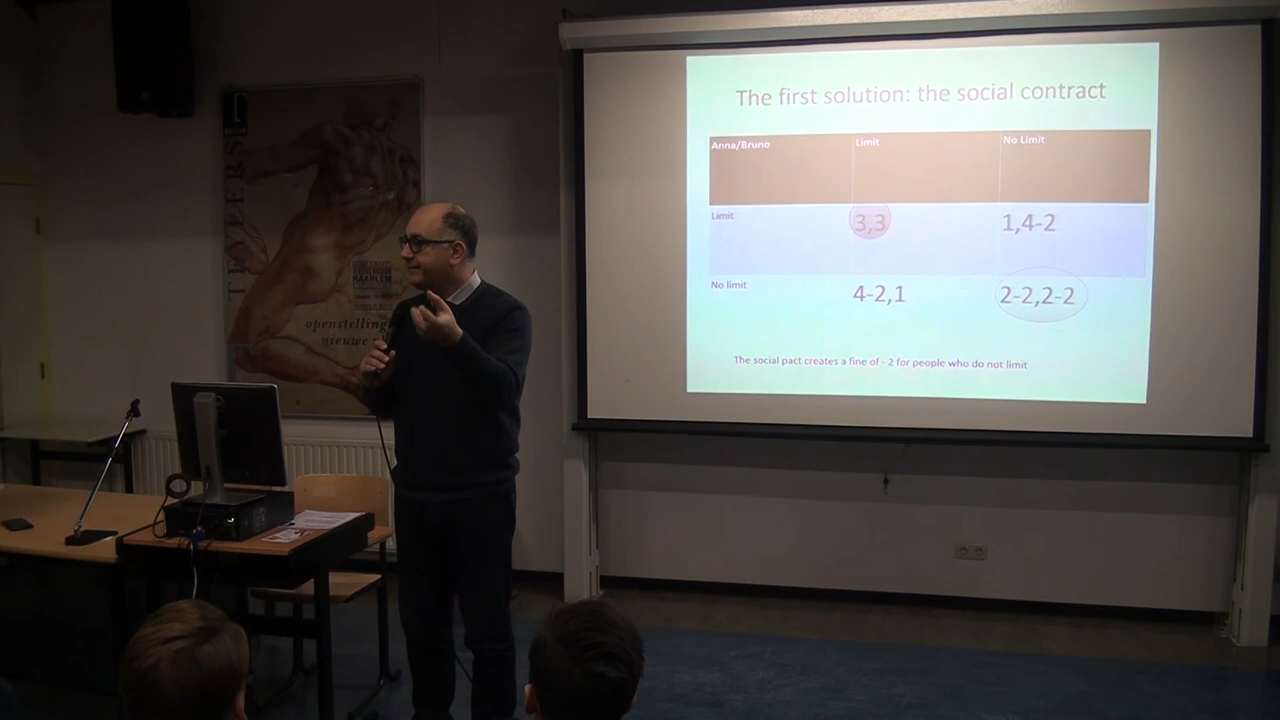 The first solution: the social contract
Anna/Bruno Limit No Limit
Limit 3,3 1,4-2
No limit 4-2,1 2-2,2-2
The social pact creates a fine of - 2 for people who do not limit
TEYLERS
HAARLEM
openstelling
nieuwe